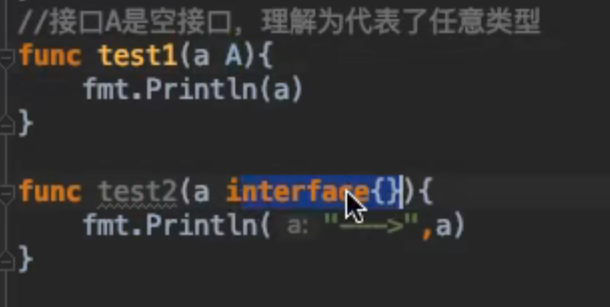 //接口A是空接口，理解为代表了任意类型
func test1(a A){
    fmt.Println(a)
}
func test2(a interface{}){
    fmt.Println( a: "--->",a)
}